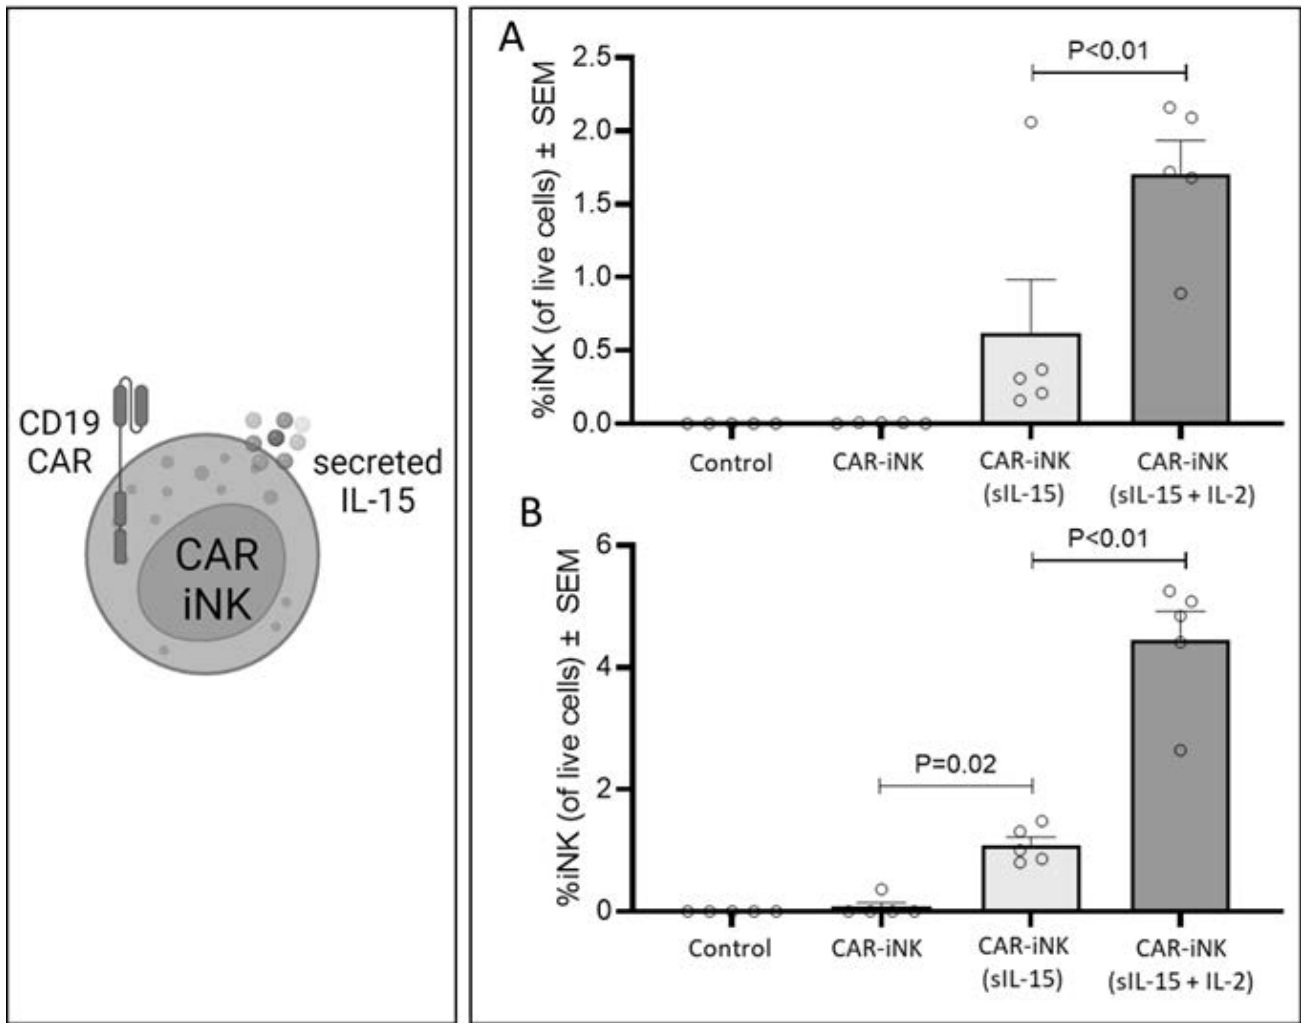 CD19
CAR
secreted
IL-15
CAR
iNK
A
%iNK (of live cells) ± SEM
2.5
2.0
1.5
1.0
0.5
0.0
P<0.01
Control
CAR-iNK
CAR-iNK
(sIL-15)
CAR-iNK
(sIL-15 + IL-2)
B
%iNK (of live cells) ± SEM
6
4
2
0
P=0.02
P<0.01
Control
CAR-iNK
CAR-iNK
(sIL-15)
CAR-iNK
(sIL-15 + IL-2)